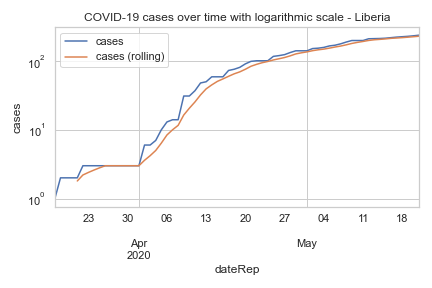 COVID-19 cases over time with logarithmic scale - Liberia
cases
cases (rolling)
10²
10¹
10⁰
cases
23 30 06 13 20 27 04 11 18
Apr May
2020
dateRep